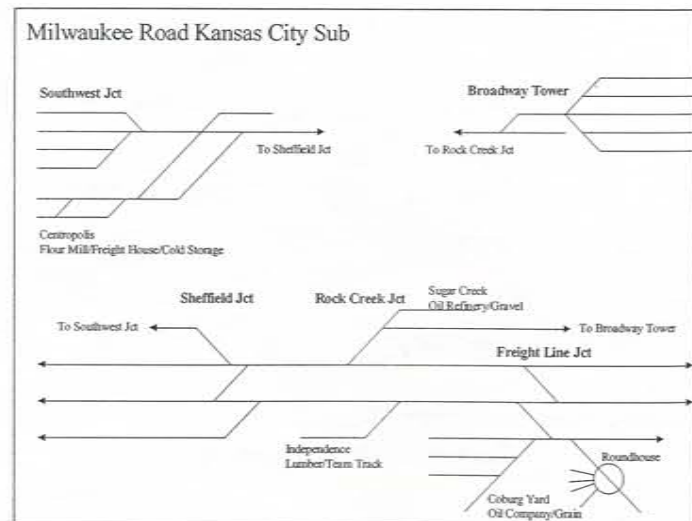 Milwaukee Road Kansas City Sub
Southwest Jct
Broadway Tower
To Sheffield Jct
To Rock Creek Jct
Centropolis
Flour Mill/Freight House/Cold Storage
Sheffield Jct
Rock Creek Jct
Sugar Creek
Oil Refinery/Gravel
To Southwest Jct
To Broadway Tower
Freight Line Jct
Independence
Lumber/Team Track
Roundhouse
Coburg Yard
Oil Company/Grain